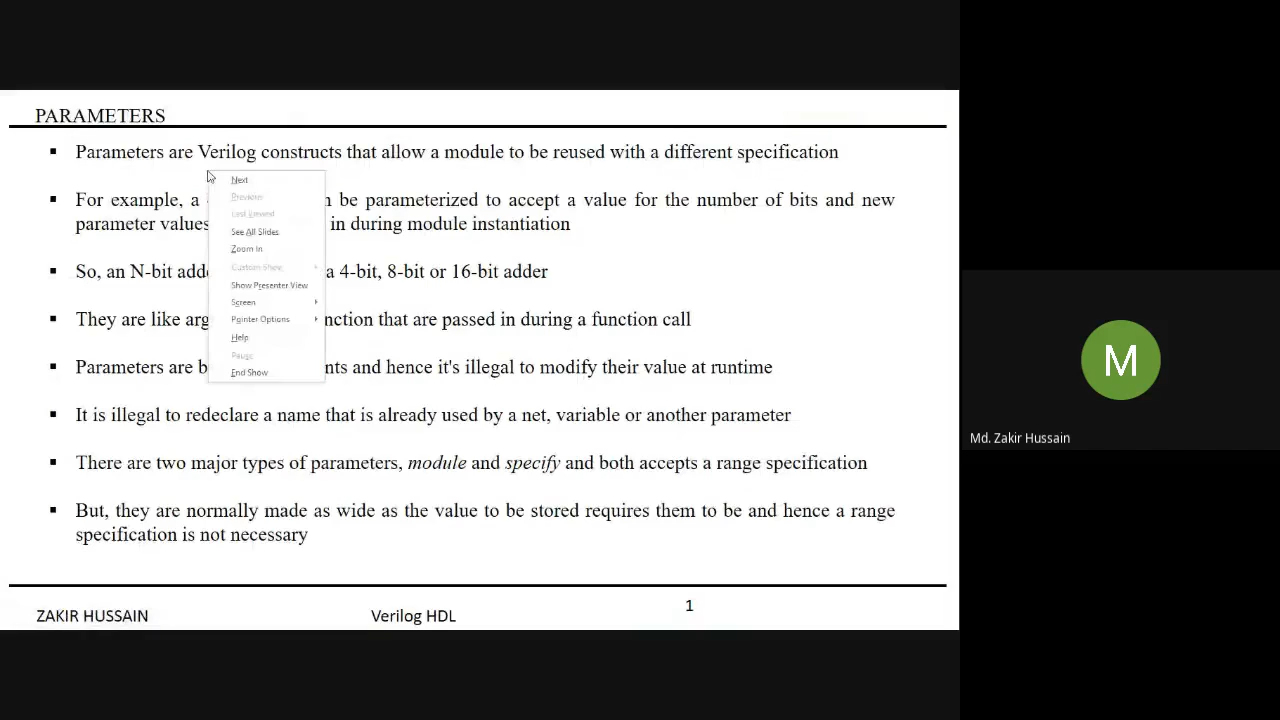 PARAMETERS
▪ Parameters are Verilog constructs that allow a module to be reused with a different specification
▪ For example, a be parameterized to accept a value for the number of bits and new
parameter values in during module instantiation
▪ So, an N-bit a 4-bit, 8-bit or 16-bit adder
▪ They are like that are passed in during a function call
▪ Parameters are and hence it's illegal to modify their value at runtime
▪ It is illegal to redeclare a name that is already used by a net, variable or another parameter
▪ There are two major types of parameters, module and specify and both accepts a range specification
▪ But, they are normally made as wide as the value to be stored requires them to be and hence a range
specification is not necessary
Next
Previous
Last Viewed
See All Slides
Zoom In
Custom Show
Show Presenter View
Screen
Pointer Options
Help
Pause
End Show
ZAKIR HUSSAIN Verilog HDL 1
M
Md. Zakir Hussain